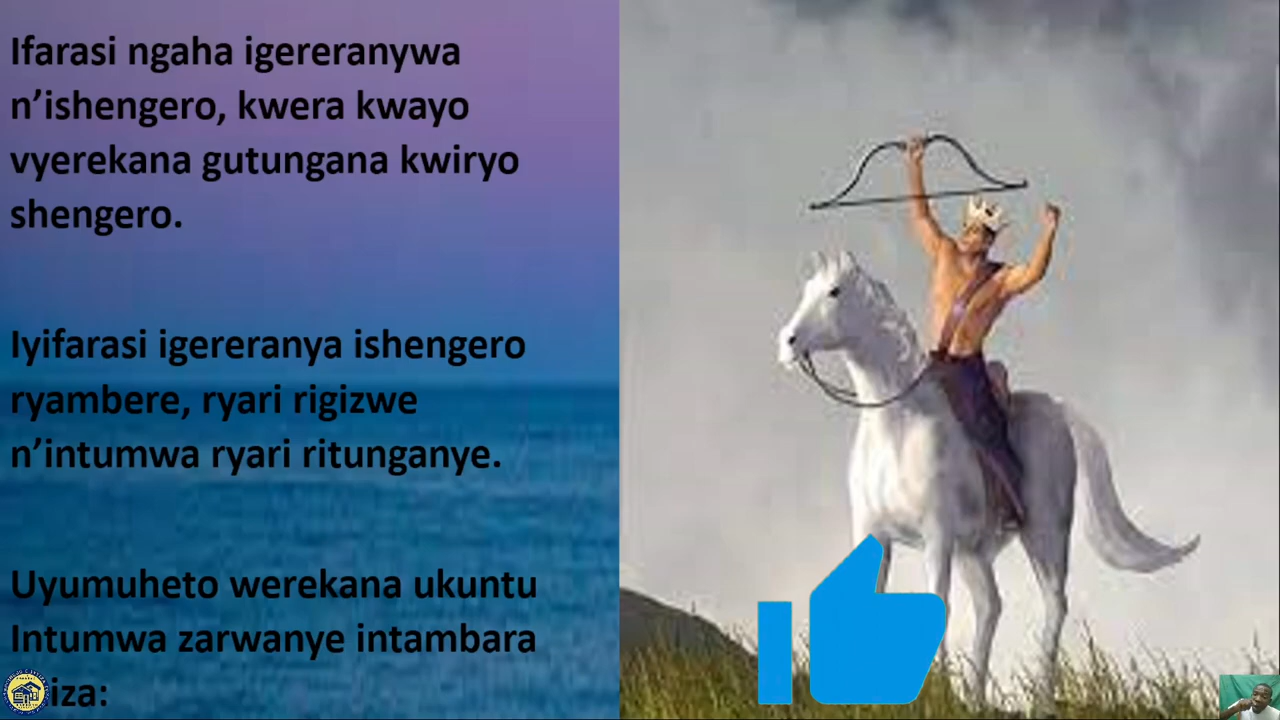 Ifarasi ngaha igereranywa
n’ishengero, kwera kwayo
vyerekana gutungana kwiryo
shengero.
Iyifarasi igereranya ishengero
ryambere, ryari rigizwe
n’intumwa ryari ritunganye.
Uyumuheto werekana ukuntu
Intumwa zarwanye intambara
iza: